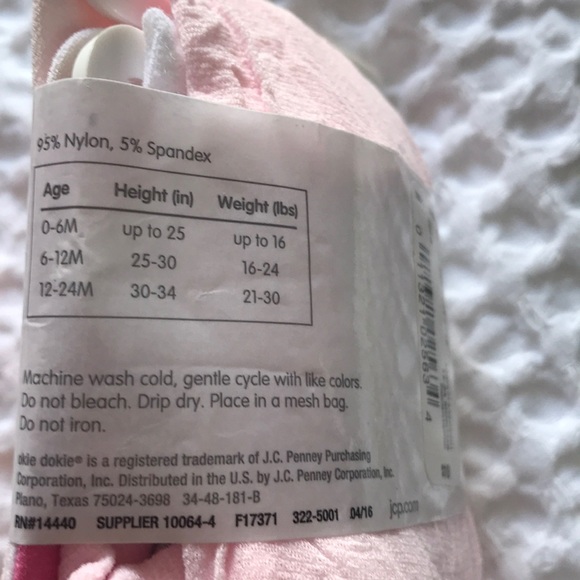 95% Nylon, 5% Spandex
Age Height (in) Weight (lbs)
0-6M up to 25 up to 16
6-12M 25-30 16-24
12-24M 30-34 21-30
Machine wash cold, gentle cycle with like colors.
Do not bleach. Drip dry. Place in a mesh bag.
Do not iron.
okie dokie® is a registered trademark of J.C. Penney Purchasing
Corporation, Inc. Distributed in the U.S. by J.C. Penney Corporation, Inc.
Plano, Texas 75024-3698 34-48-181-B
RN#14440 SUPPLIER 10064-4 F17371 322-5001 04/16 jcp.com